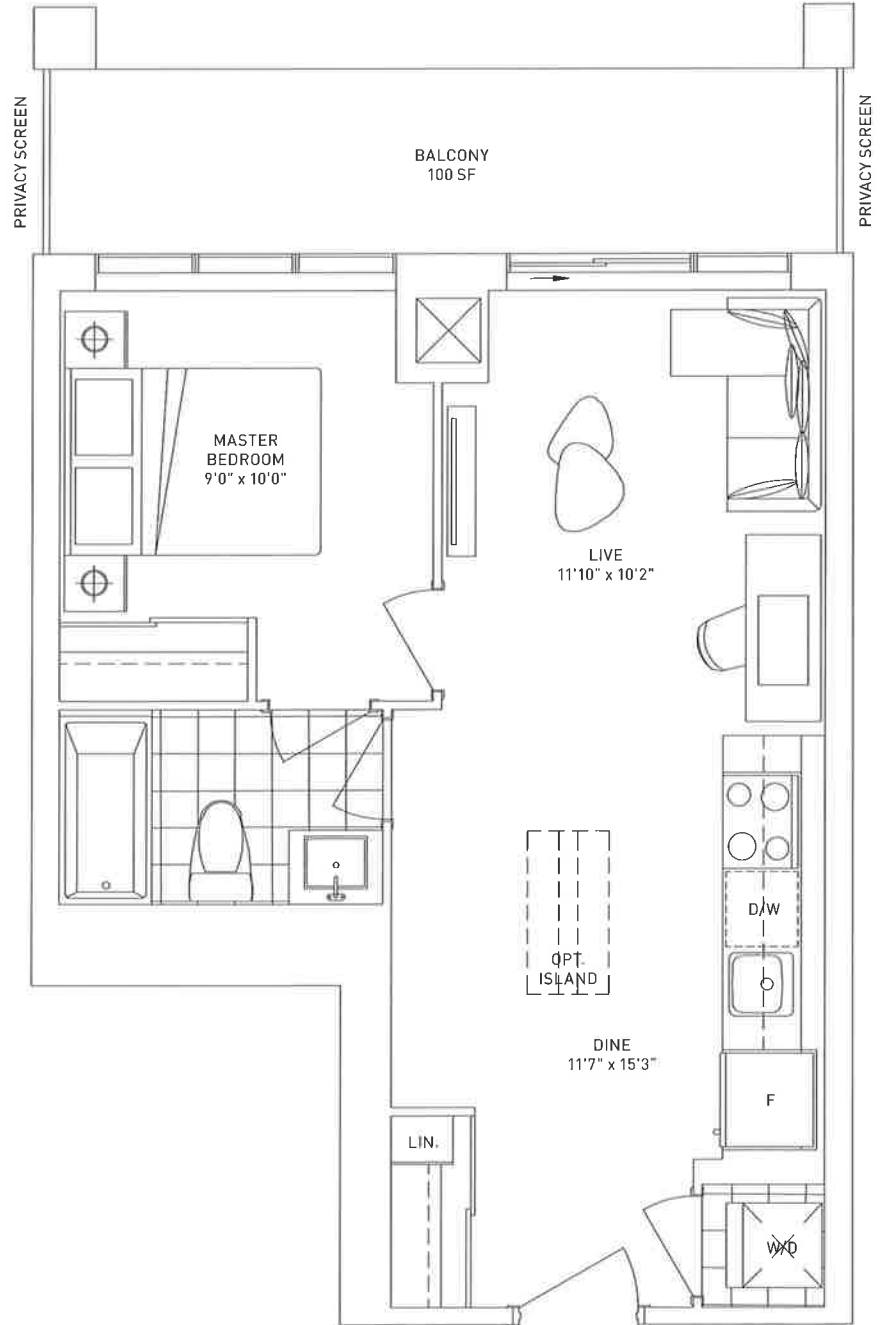 PRIVACY SCREEN
BALCONY
100 SF
PRIVACY SCREEN
MASTER
BEDROOM
9'0" x 10'0"
LIVE
11'10" x 10'2"
D/W
OPT.
ISLAND
DINE
11'7" x 15'3"
F
LIN.
W/D